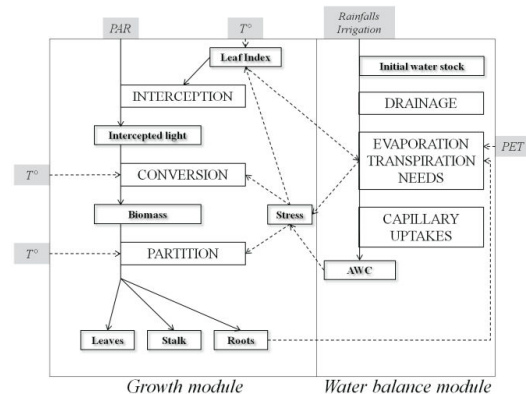 PAR
T°
Rainfalls
Irrigation
Leaf Index
Initial water stock
INTERCEPTION
DRAINAGE
Intercepted light
EVAPORATION
TRANSPIRATION
NEEDS
PET
T°
CONVERSION
Biomass
Stress
CAPILLARY
UPTAKES
T°
PARTITION
AWC
Leaves
Stalk
Roots
Growth module
Water balance module